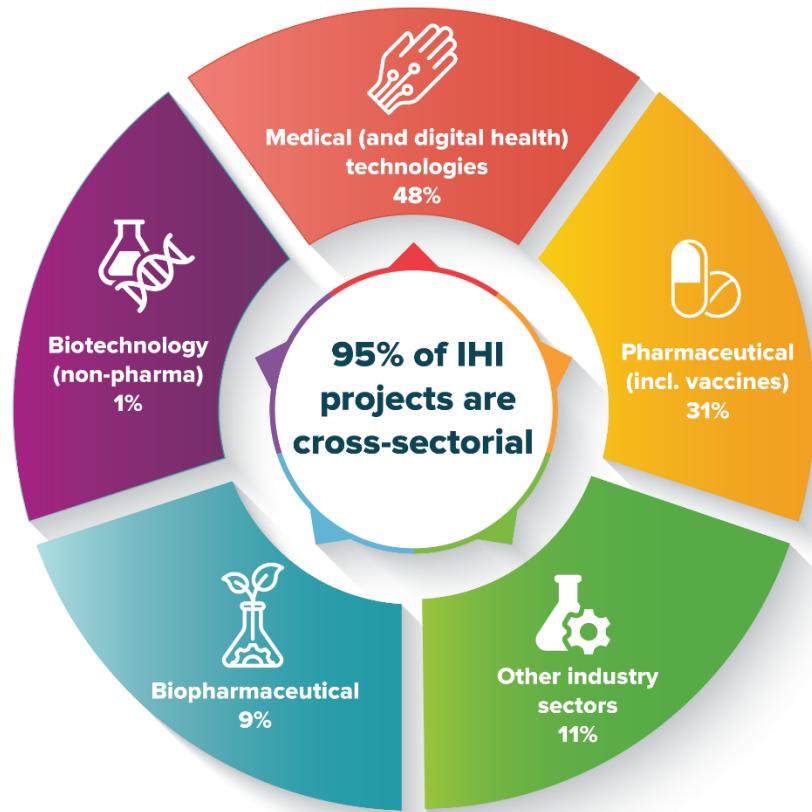 Medical (and digital health)
technologies
48%
Pharmaceutical
(incl. vaccines)
31%
Other industry
sectors
11%
Biopharmaceutical
9%
Biotechnology
(non-pharma)
1%
95% of IHI
projects are
cross-sectorial